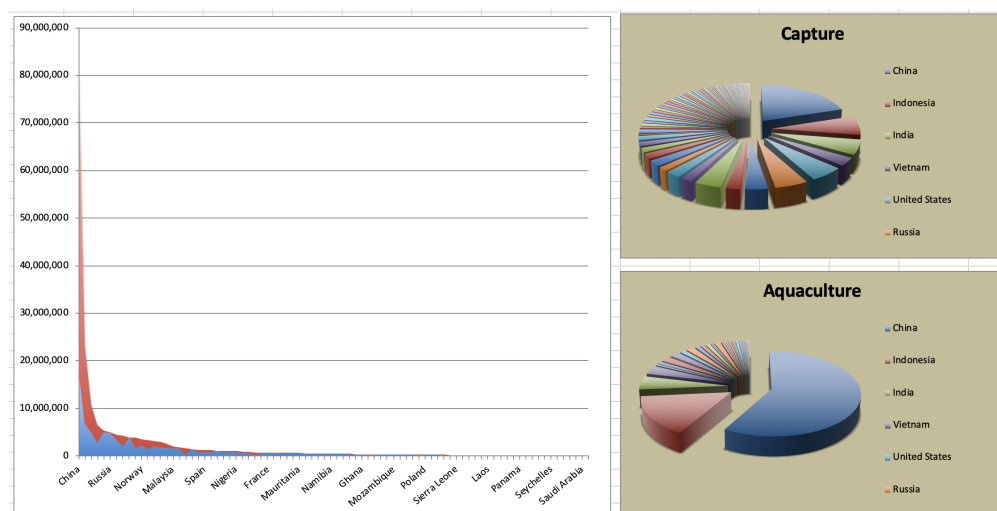 90,000,000
80,000,000
70,000,000
60,000,000
50,000,000
40,000,000
30,000,000
20,000,000
10,000,000
0
China
Russia
Norway
Malaysia
Spain
Nigeria
France
Mauritania
Namibia
Ghana
Mozambique
Poland
Sierra Leone
Laos
Panama
Seychelles
Saudi Arabia
Capture
China
Indonesia
India
Vietnam
United States
Russia
Aquaculture
China
Indonesia
India
Vietnam
United States
Russia